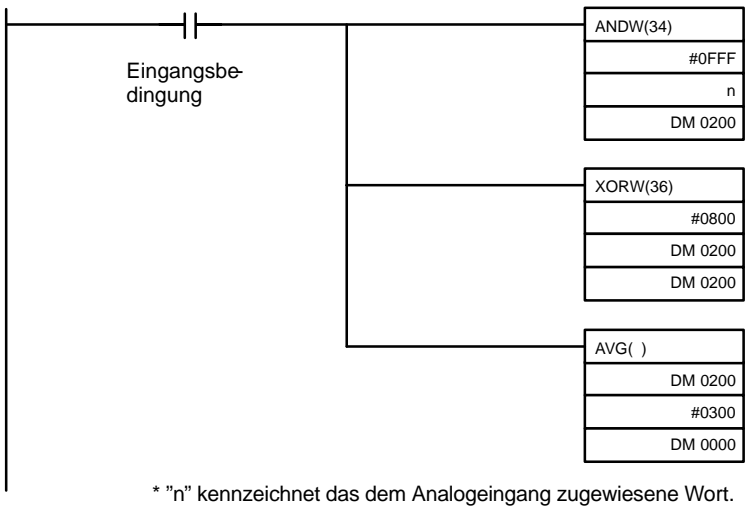 ANDW(34)
#0FFF
Eingangsbe-
dingung
n
DM 0200
XORW(36)
#0800
DM 0200
DM 0200
AVG( )
DM 0200
#0300
DM 0000
* ”n” kennzeichnet das dem Analogeingang zugewiesene Wort.